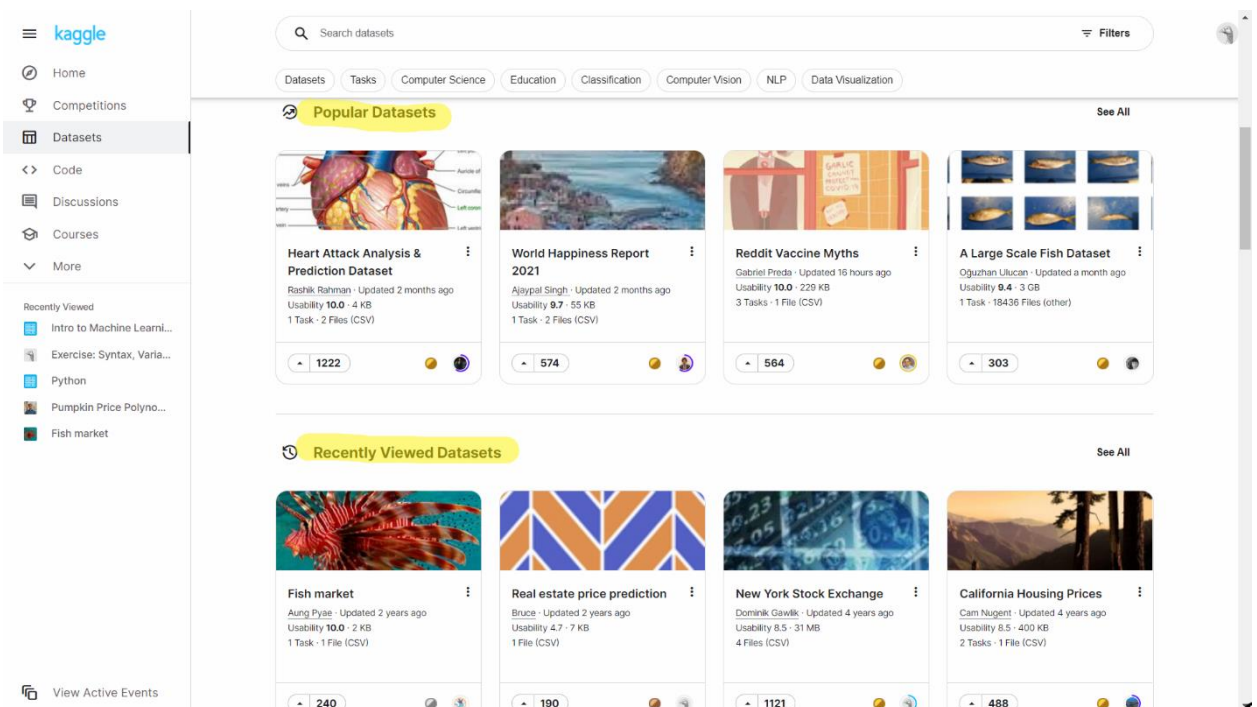 kaggle
Search datasets
Filters
Home
Competitions
Datasets
Code
Discussions
Courses
More
Recently Viewed
Intro to Machine Learni...
Exercise: Syntax, Varia...
Python
Pumpkin Price Polyno...
Fish market
View Active Events
Datasets Tasks Computer Science Education Classification Computer Vision NLP Data Visualization
Popular Datasets See All
Heart Attack Analysis &
Prediction Dataset
Rashik Rahman · Updated 2 months ago
Usability 10.0 · 4 KB
1 Task · 2 Files (CSV)
1222
World Happiness Report
2021
Ajaypal Singh · Updated 2 months ago
Usability 9.7 · 55 KB
1 Task · 2 Files (CSV)
574
GARLIC
Reddit Vaccine Myths
Gabriel Preda · Updated 16 hours ago
Usability 10.0 · 229 KB
3 Tasks · 1 File (CSV)
564
A Large Scale Fish Dataset
Oğuzhan Ulucan · Updated a month ago
Usability 9.4 · 3 GB
1 Task · 18436 Files (other)
303
Recently Viewed Datasets See All
Fish market
Aung Pyae · Updated 2 years ago
Usability 10.0 · 2 KB
1 Task · 1 File (CSV)
240
Real estate price prediction
Bruce · Updated 2 years ago
Usability 4.7 · 7 KB
1 File (CSV)
190
New York Stock Exchange
Dominik Gawlik · Updated 4 years ago
Usability 8.5 · 31 MB
4 Files (CSV)
1121
California Housing Prices
Cam Nugent · Updated 4 years ago
Usability 8.5 · 400 KB
2 Tasks · 1 File (CSV)
488